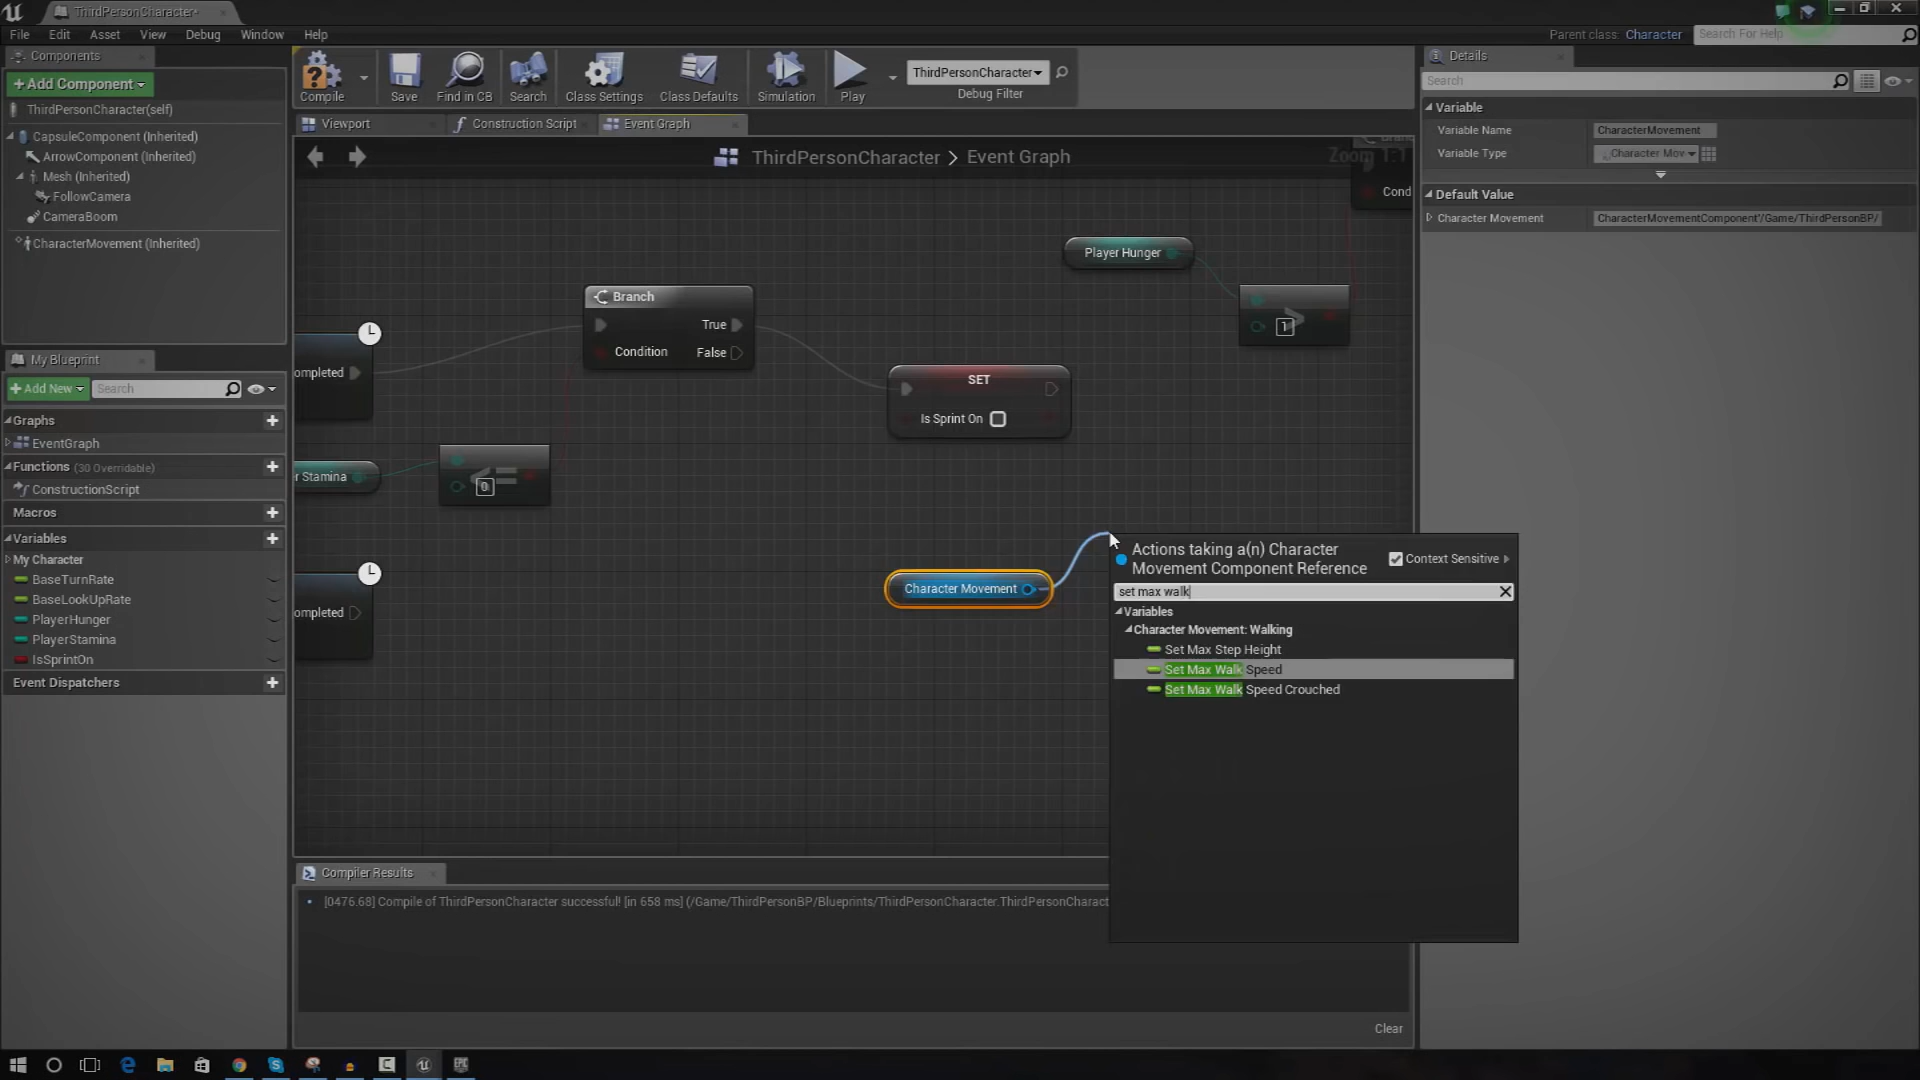 ThirdPersonCharacter*
File Edit Asset View Debug Window Help
Parent class: Character
Search For Help
Components
+Add Component
ThirdPersonCharacter(self)
CapsuleComponent (Inherited)
ArrowComponent (Inherited)
Mesh (Inherited)
FollowCamera
CameraBoom
CharacterMovement (Inherited)
My Blueprint
+Add New
Search
Graphs
EventGraph
Functions (30 Overridable)
ConstructionScript
Macros
Variables
My Character
BaseTurnRate
BaseLookUpRate
PlayerHunger
PlayerStamina
IsSprintOn
Event Dispatchers
Compile Save Find in CB Search Class Settings Class Defaults Simulation Play
ThirdPersonCharacter
Debug Filter
Viewport Construction Script Event Graph
ThirdPersonCharacter > Event Graph
Zoom 1:1
Cond
Player Hunger
>
1
Branch
True
Condition False
ompleted
SET
Is Sprint On
r Stamina
<=
0
ompleted
Character Movement
Actions taking a(n) Character
Movement Component Reference
Context Sensitive
set max walk
Variables
Character Movement: Walking
Set Max Step Height
Set Max Walk Speed
Set Max Walk Speed Crouched
Compiler Results
[0476.68] Compile of ThirdPersonCharacter successful! [in 658 ms] (/Game/ThirdPersonBP/Blueprints/ThirdPersonCharacter.ThirdPersonCharact
Clear
Details
Search
Variable
Variable Name CharacterMovement
Variable Type Character Mov
Default Value
Character Movement CharacterMovementComponent'/Game/ThirdPersonBP/